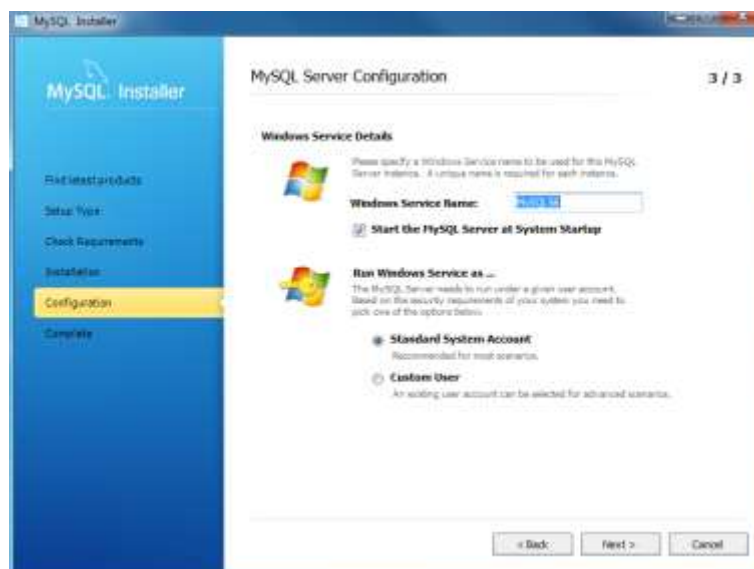 MySQL Installer
MySQL Installer
Find latest products
Setup Type
Check Requirements
Installation
Configuration
Complete
MySQL Server Configuration
3 / 3
Windows Service Details
Please specify a Windows Service name to be used for this MySQL
Server instance. A unique name is required for each instance.
Windows Service Name:
Start the MySQL Server at System Startup
Run Windows Service as ...
The MySQL Server needs to run under a given user account.
Based on the security requirements of your system you need to
pick one of the options below.
Standard System Account
Recommended for most scenarios.
Custom User
An existing user account can be selected for advanced scenarios.
< Back
Next >
Cancel